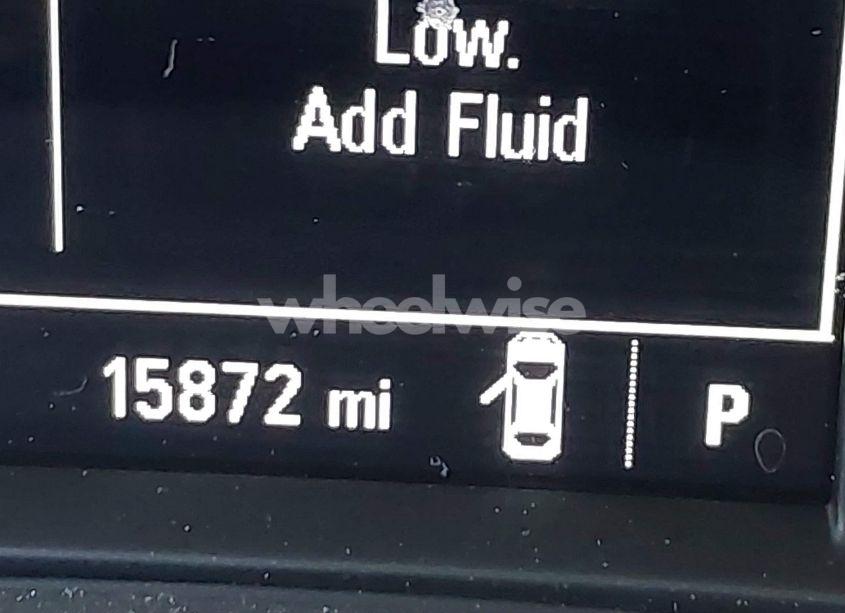 Low.
Add Fluid
wheelwise
15872 mi
P